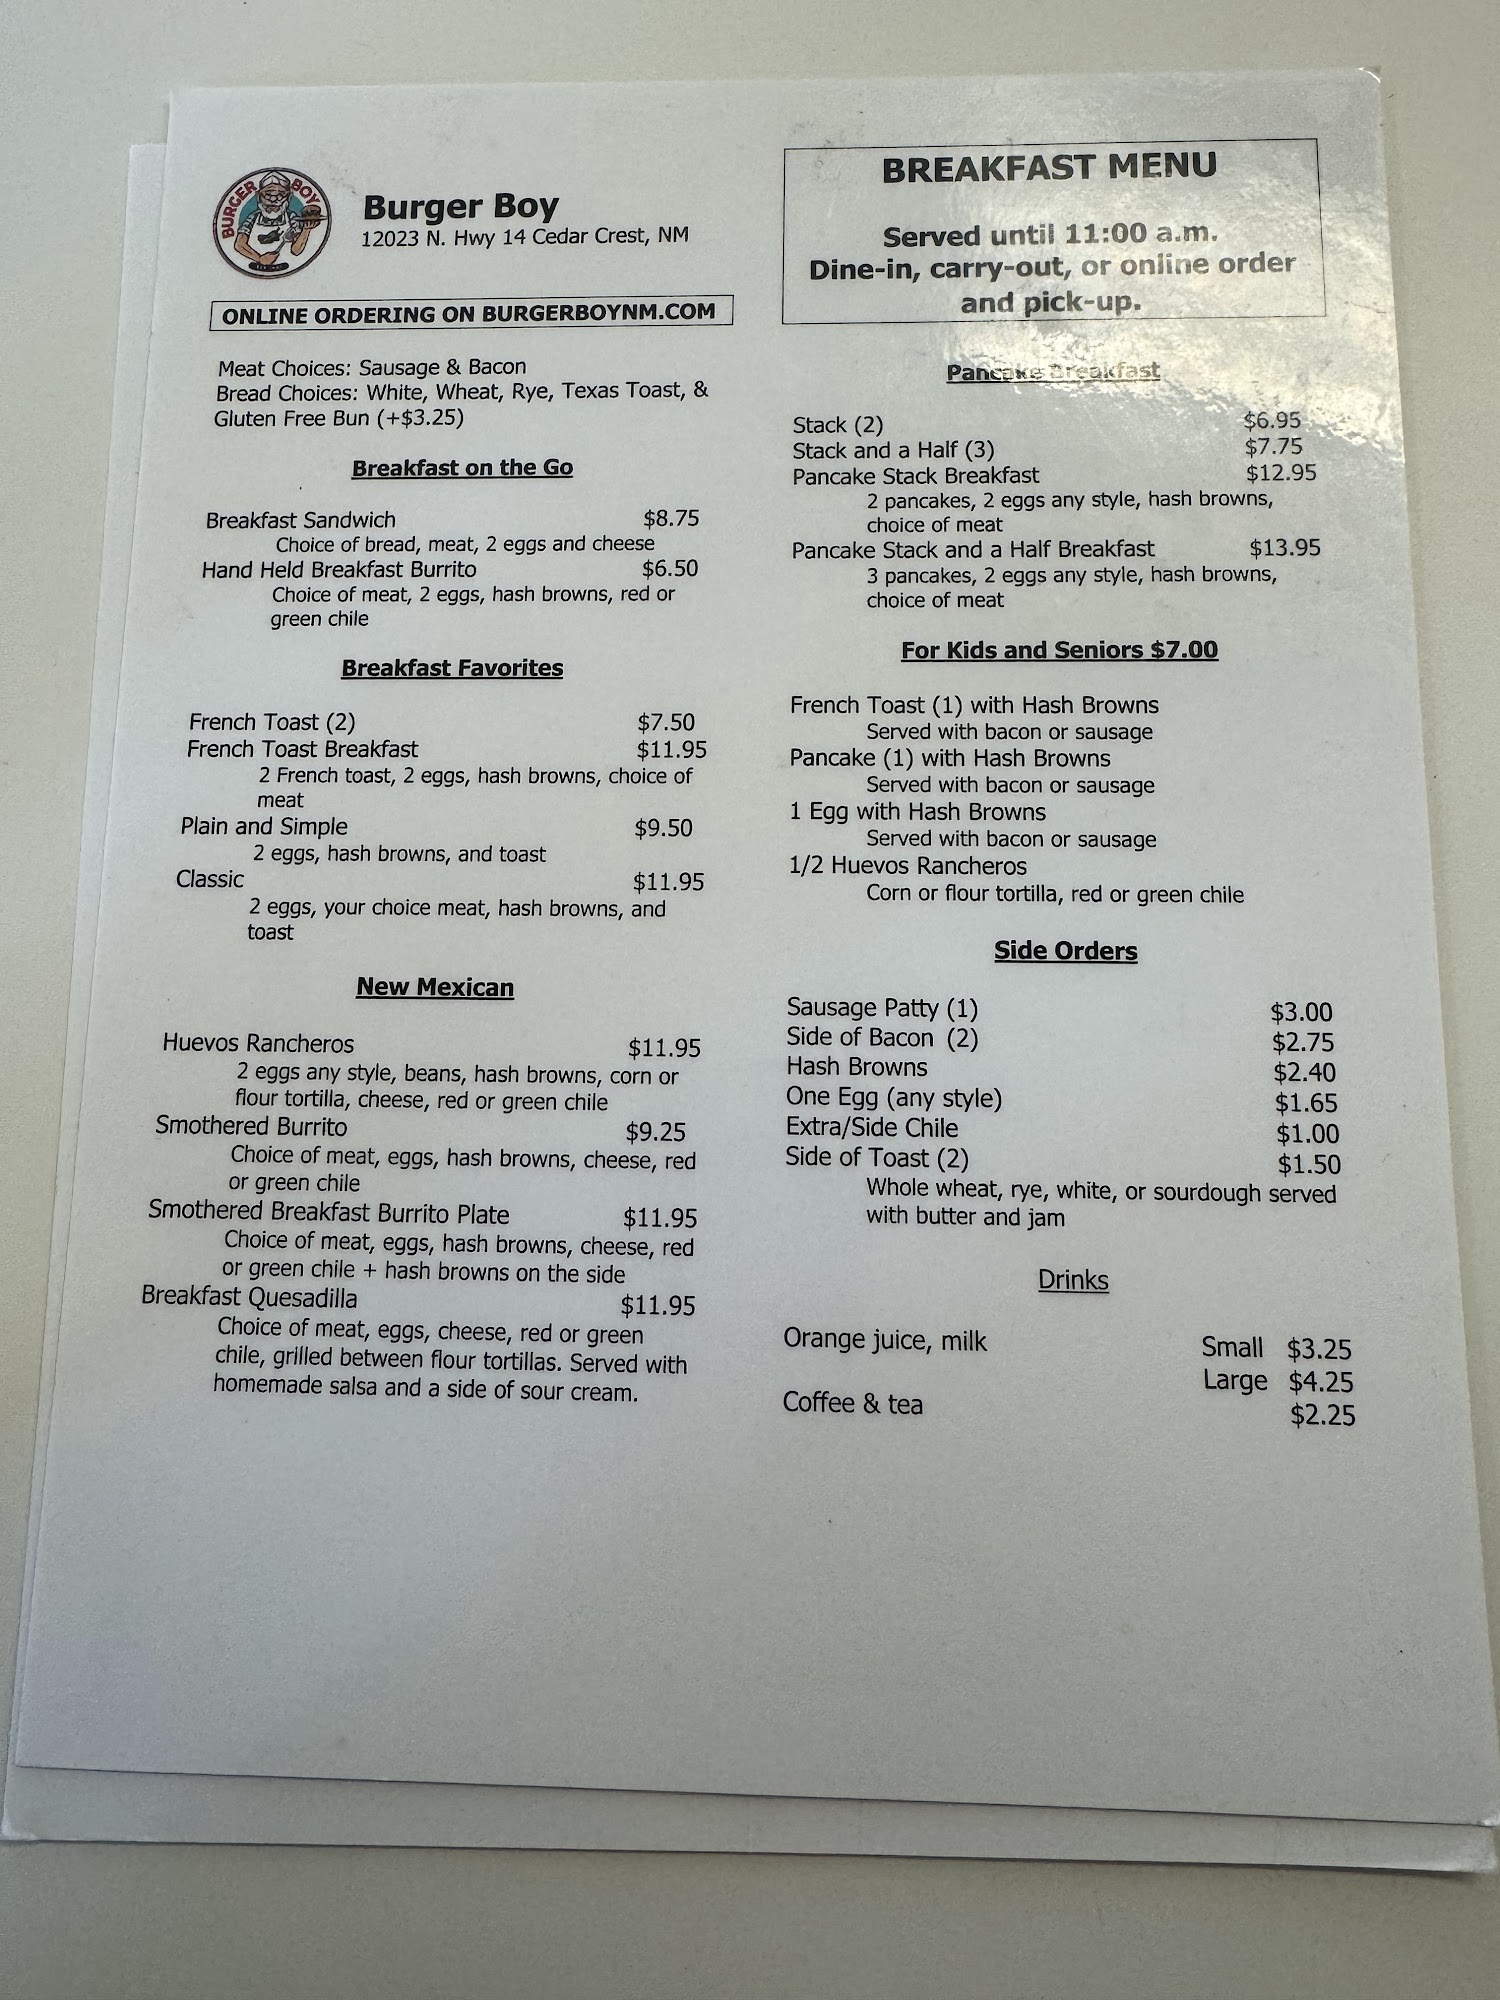 BURGER BOY
Burger Boy
12023 N. Hwy 14 Cedar Crest, NM
ONLINE ORDERING ON BURGERBOYNM.COM
Meat Choices: Sausage & Bacon
Bread Choices: White, Wheat, Rye, Texas Toast, &
Gluten Free Bun (+$3.25)
Breakfast on the Go
Breakfast Sandwich $8.75
Choice of bread, meat, 2 eggs and cheese
Hand Held Breakfast Burrito $6.50
Choice of meat, 2 eggs, hash browns, red or
green chile
Breakfast Favorites
French Toast (2) $7.50
French Toast Breakfast $11.95
2 French toast, 2 eggs, hash browns, choice of
meat
Plain and Simple $9.50
2 eggs, hash browns, and toast
Classic $11.95
2 eggs, your choice meat, hash browns, and
toast
New Mexican
Huevos Rancheros $11.95
2 eggs any style, beans, hash browns, corn or
flour tortilla, cheese, red or green chile
Smothered Burrito $9.25
Choice of meat, eggs, hash browns, cheese, red
or green chile
Smothered Breakfast Burrito Plate $11.95
Choice of meat, eggs, hash browns, cheese, red
or green chile + hash browns on the side
Breakfast Quesadilla $11.95
Choice of meat, eggs, cheese, red or green
chile, grilled between flour tortillas. Served with
homemade salsa and a side of sour cream.
BREAKFAST MENU
Served until 11:00 a.m.
Dine-in, carry-out, or online order
and pick-up.
Pancake Breakfast
Stack (2) $6.95
Stack and a Half (3) $7.75
Pancake Stack Breakfast $12.95
2 pancakes, 2 eggs any style, hash browns,
choice of meat
Pancake Stack and a Half Breakfast $13.95
3 pancakes, 2 eggs any style, hash browns,
choice of meat
For Kids and Seniors $7.00
French Toast (1) with Hash Browns
Served with bacon or sausage
Pancake (1) with Hash Browns
Served with bacon or sausage
1 Egg with Hash Browns
Served with bacon or sausage
1/2 Huevos Rancheros
Corn or flour tortilla, red or green chile
Side Orders
Sausage Patty (1) $3.00
Side of Bacon (2) $2.75
Hash Browns $2.40
One Egg (any style) $1.65
Extra/Side Chile $1.00
Side of Toast (2) $1.50
Whole wheat, rye, white, or sourdough served
with butter and jam
Drinks
Orange juice, milk Small $3.25
Large $4.25
Coffee & tea $2.25